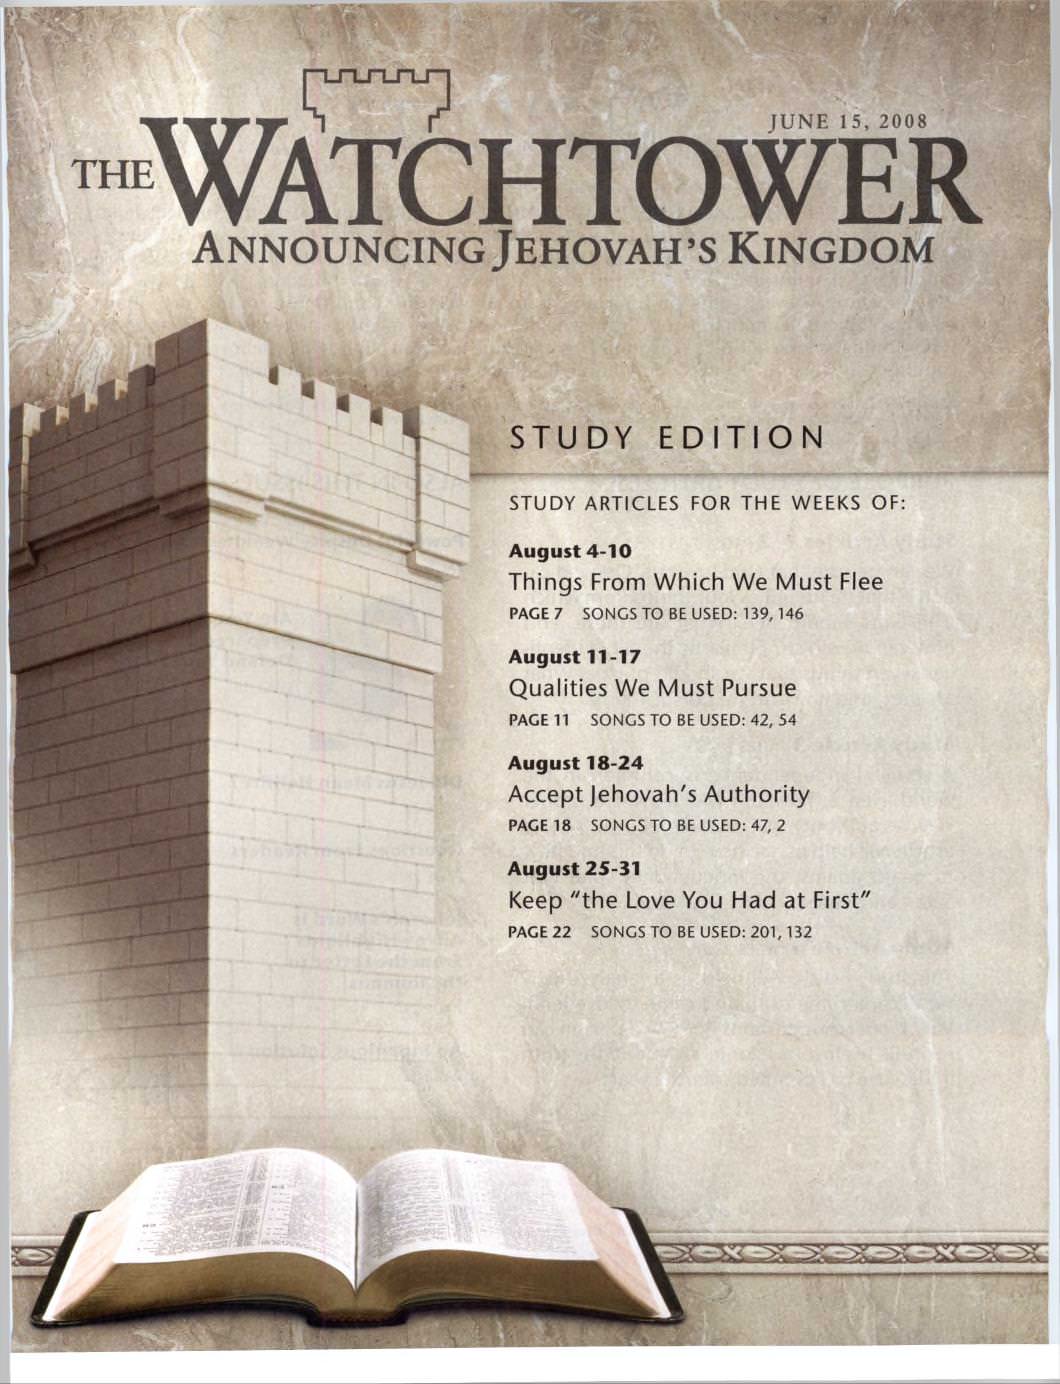 JUNE 15, 2008
THE WATCHTOWER
ANNOUNCING JEHOVAH'S KINGDOM
STUDY EDITION
STUDY ARTICLES FOR THE WEEKS OF:
August 4-10
Things From Which We Must Flee
PAGE 7 SONGS TO BE USED: 139, 146
August 11-17
Qualities We Must Pursue
PAGE 11 SONGS TO BE USED: 42, 54
August 18-24
Accept Jehovah's Authority
PAGE 18 SONGS TO BE USED: 47, 2
August 25-31
Keep "the Love You Had at First"
PAGE 22 SONGS TO BE USED: 201, 132